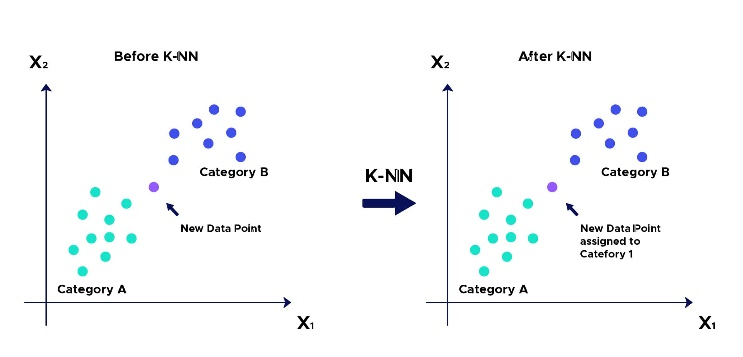 Before K-NN
X2
Category B
New Data Point
Category A
X1
K-NN
After K-NN
X2
Category B
New Data Point
assigned to
Catefory 1
Category A
X1